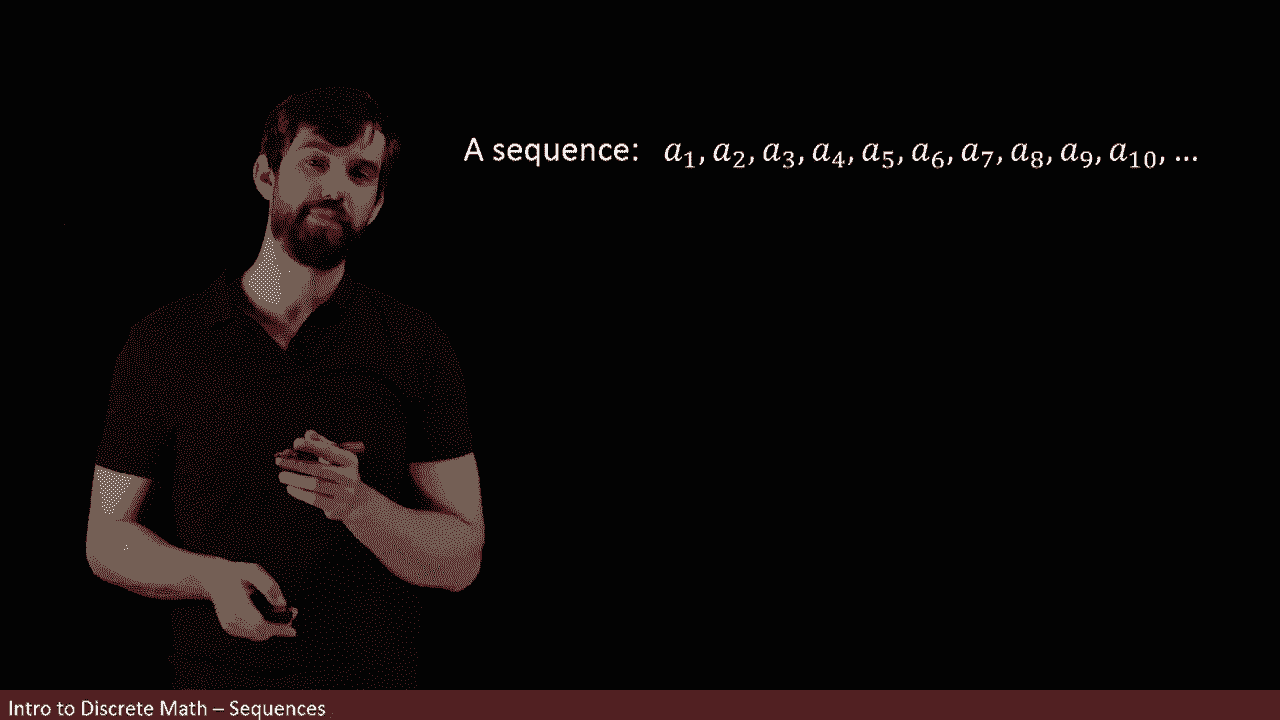 A sequence: a₁, a₂, a₃, a₄, a₅, a₆, a₇, a₈, a₉, a₁₀, …
Intro to Discrete Math – Sequences